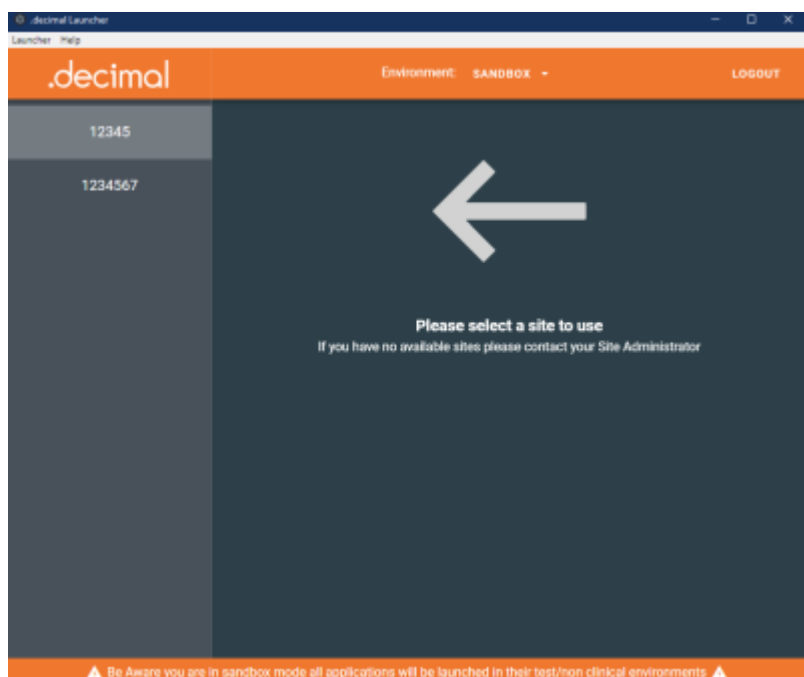 .decimal Launcher
Launcher Help
.decimal
Environment: SANDBOX
LOGOUT
12345
1234567
Please select a site to use
If you have no available sites please contact your Site Administrator
Be Aware you are in sandbox mode all applications will be launched in their test/non clinical environments